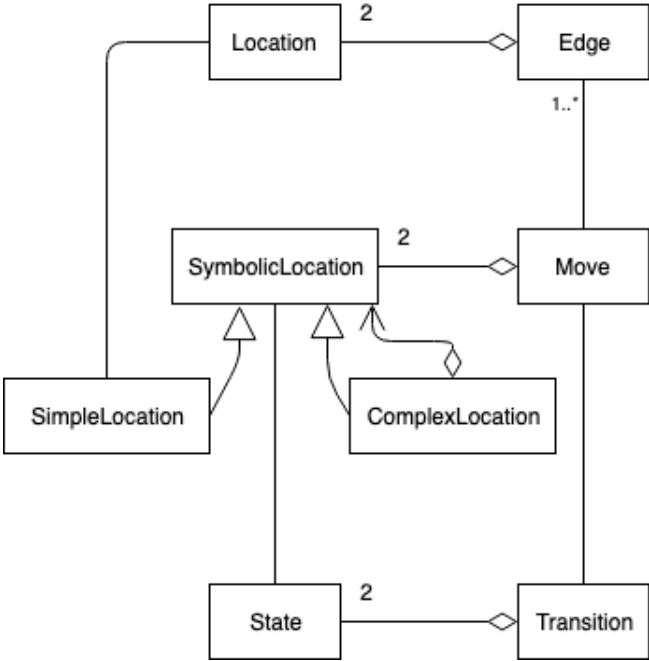 2
Location
Edge
1..*
2
SymbolicLocation
Move
SimpleLocation
ComplexLocation
2
State
Transition